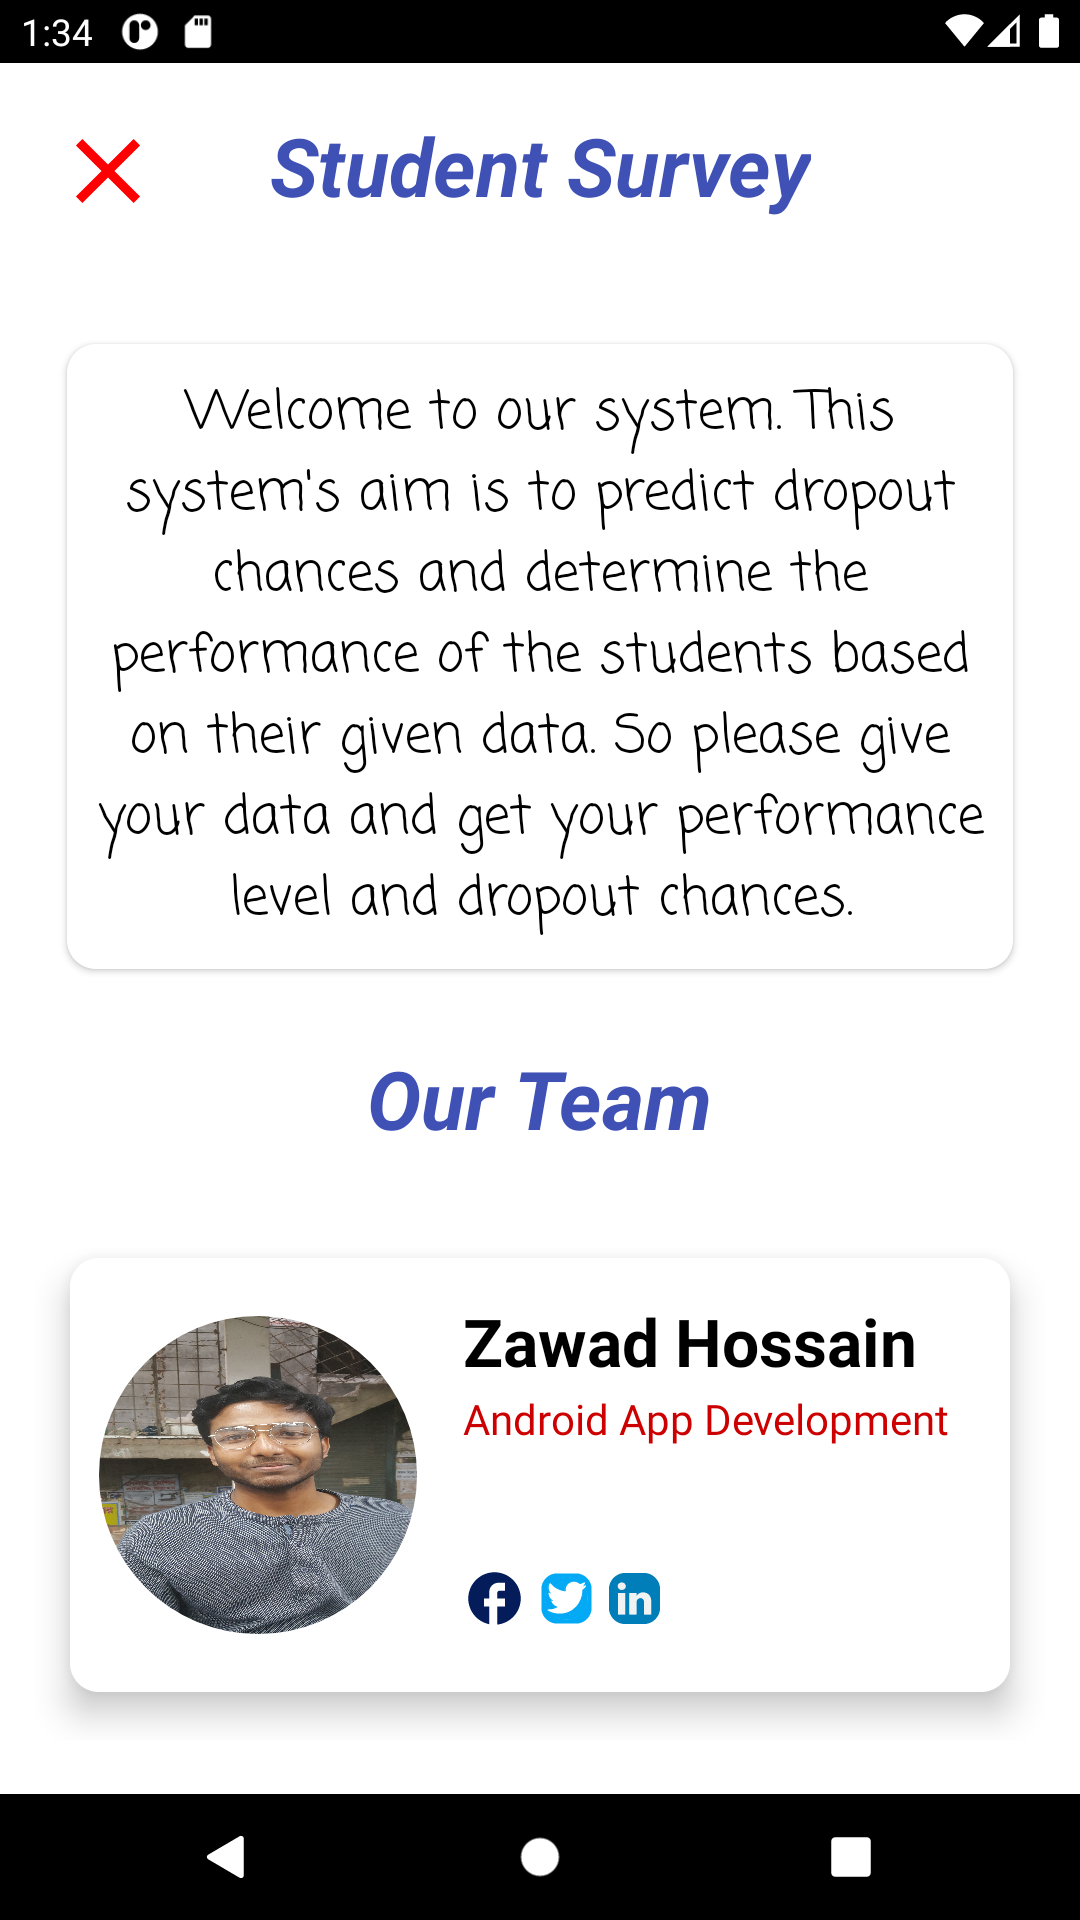 1:34
Student Survey
Welcome to our system. This
system's aim is to predict dropout
chances and determine the
performance of the students based
on their given data. So please give
your data and get your performance
level and dropout chances.
Our Team
Zawad Hossain
Android App Development